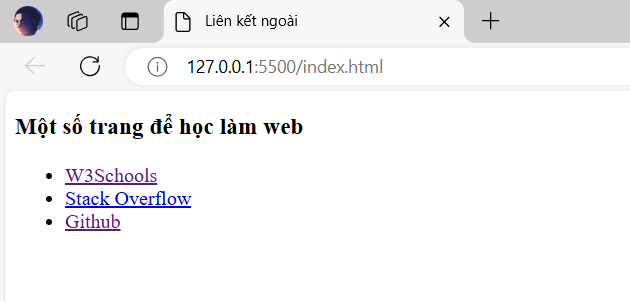 Liên kết ngoài
127.0.0.1:5500/index.html
Một số trang để học làm web
W3Schools
Stack Overflow
Github